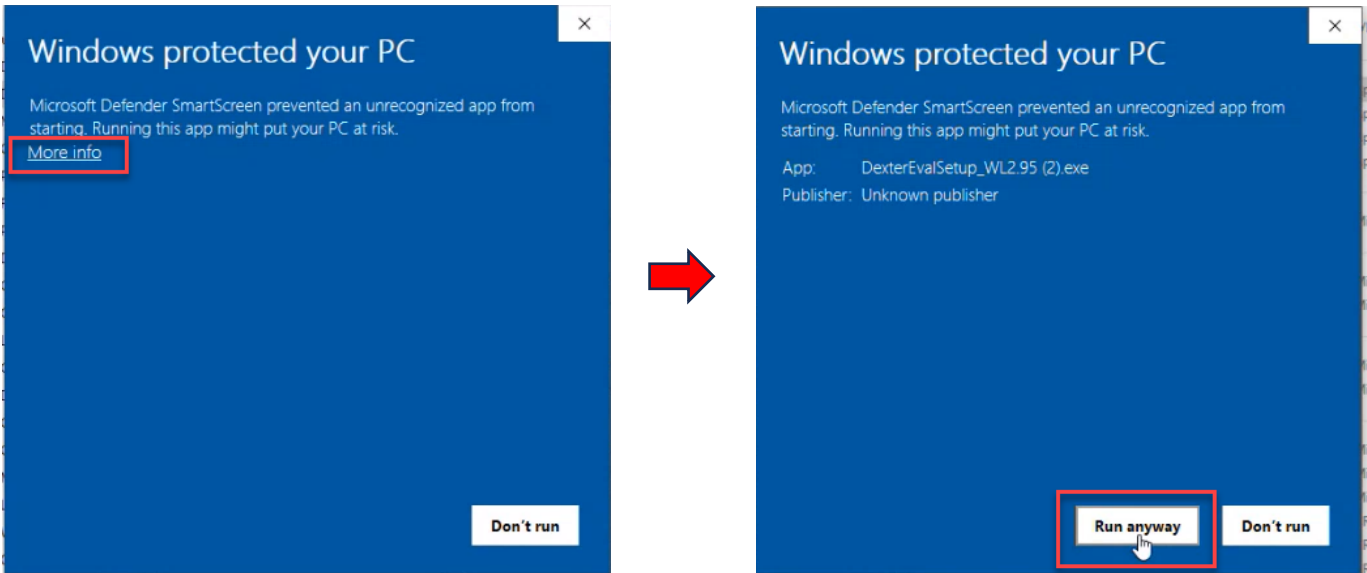 Windows protected your PC
Microsoft Defender SmartScreen prevented an unrecognized app from
starting. Running this app might put your PC at risk.
More info
Don't run
Windows protected your PC
Microsoft Defender SmartScreen prevented an unrecognized app from
starting. Running this app might put your PC at risk.
App: DexterEvalSetup_WL2.95 (2).exe
Publisher: Unknown publisher
Run anyway Don't run